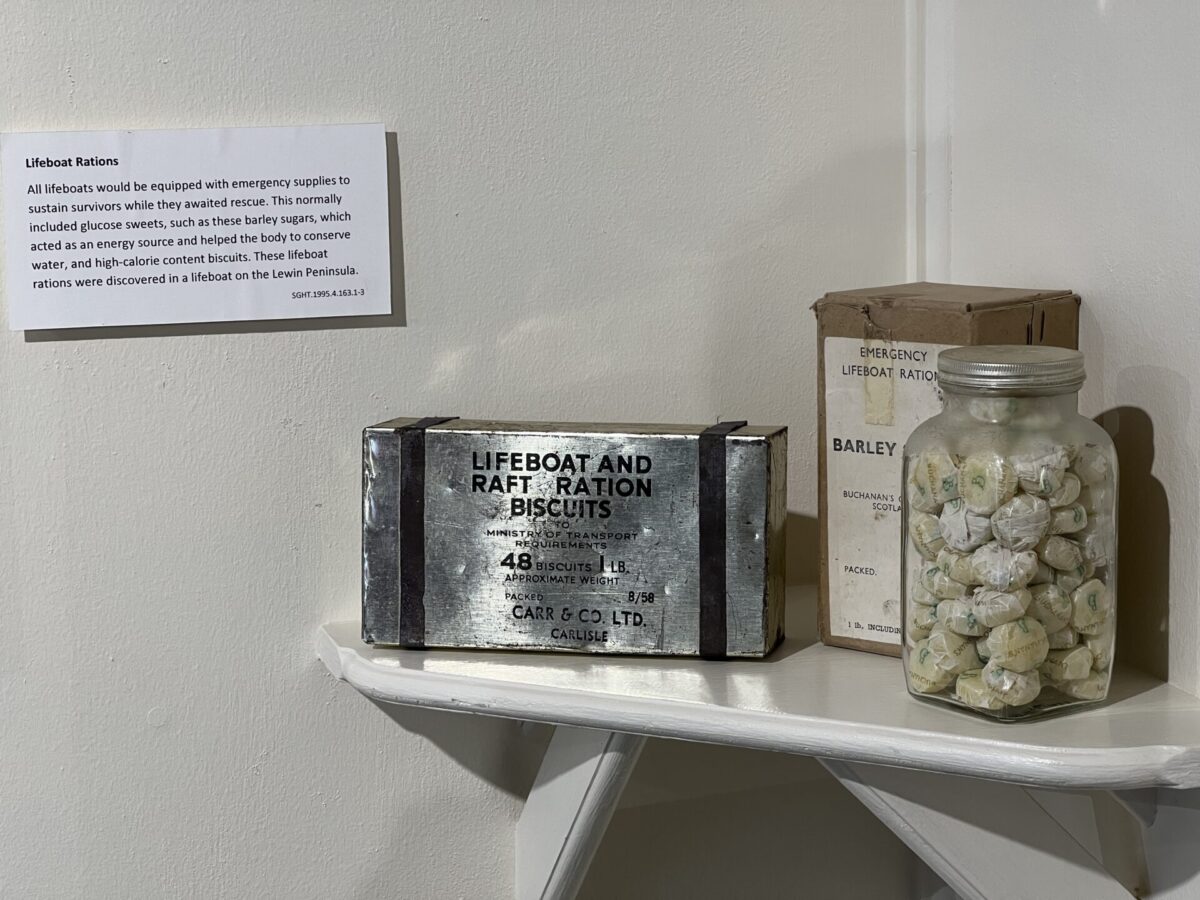 Lifeboat Rations
All lifeboats would be equipped with emergency supplies to
sustain survivors while they awaited rescue. This normally
included glucose sweets, such as these barley sugars, which
acted as an energy source and helped the body to conserve
water, and high-calorie content biscuits. These lifeboat
rations were discovered in a lifeboat on the Lewin Peninsula.
SGHT.1995.4.163.1-3
LIFEBOAT AND
RAFT RATION
BISCUITS
TO
MINISTRY OF TRANSPORT
REQUIREMENTS
48 BISCUITS 1 LB.
APPROXIMATE WEIGHT
PACKED 8/58
CARR & CO. LTD.
CARLISLE
EMERGENCY
LIFEBOAT RATION
BARLEY
BUCHANAN'S
SCOTLA
PACKED.
1 lb. INCLUDIN